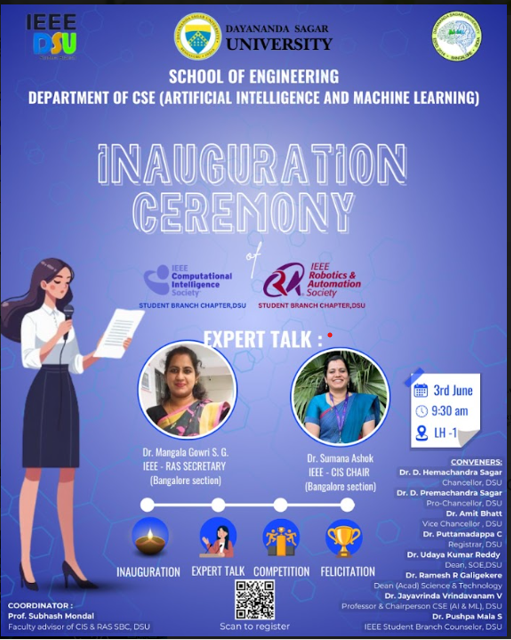 IEEE
DSU
DAYANANDA SAGAR
UNIVERSITY
SCHOOL OF ENGINEERING
DEPARTMENT OF CSE (ARTIFICIAL INTELLIGENCE AND MACHINE LEARNING)
INAUGURATION
CEREMONY
of
IEEE
Computational
Intelligence
Society
STUDENT BRANCH CHAPTER,DSU
IEEE
Robotics &
Automation
Society
STUDENT BRANCH CHAPTER,DSU
EXPERT TALK :
Dr. Mangala Gowri S. G.
IEEE - RAS SECRETARY
(Bangalore section)
Dr. Sumana Ashok
IEEE - CIS CHAIR
(Bangalore section)
3rd June
9:30 am
LH -1
CONVENERS:
Dr. D. Hemachandra Sagar
Chancellor, DSU
Dr. D. Premachandra Sagar
Pro-Chancellor, DSU
Dr. Amit Bhatt
Vice Chancellor , DSU
Dr. Puttamadappa C
Registrar, DSU
Dr. Udaya Kumar Reddy
Dean, SOE,DSU
Dr. Ramesh R Galigekere
Dean (Acad) Science & Technology
Dr. Jayavrinda Vrindavanam V
Professor & Chairperson CSE (AI & ML), DSU
Dr. Pushpa Mala S
IEEE Student Branch Counselor, DSU
INAUGURATION
EXPERT TALK
COMPETITION
FELICITATION
Scan to register
COORDINATOR :
Prof. Subhash Mondal
Faculty advisor of CIS & RAS SBC, DSU